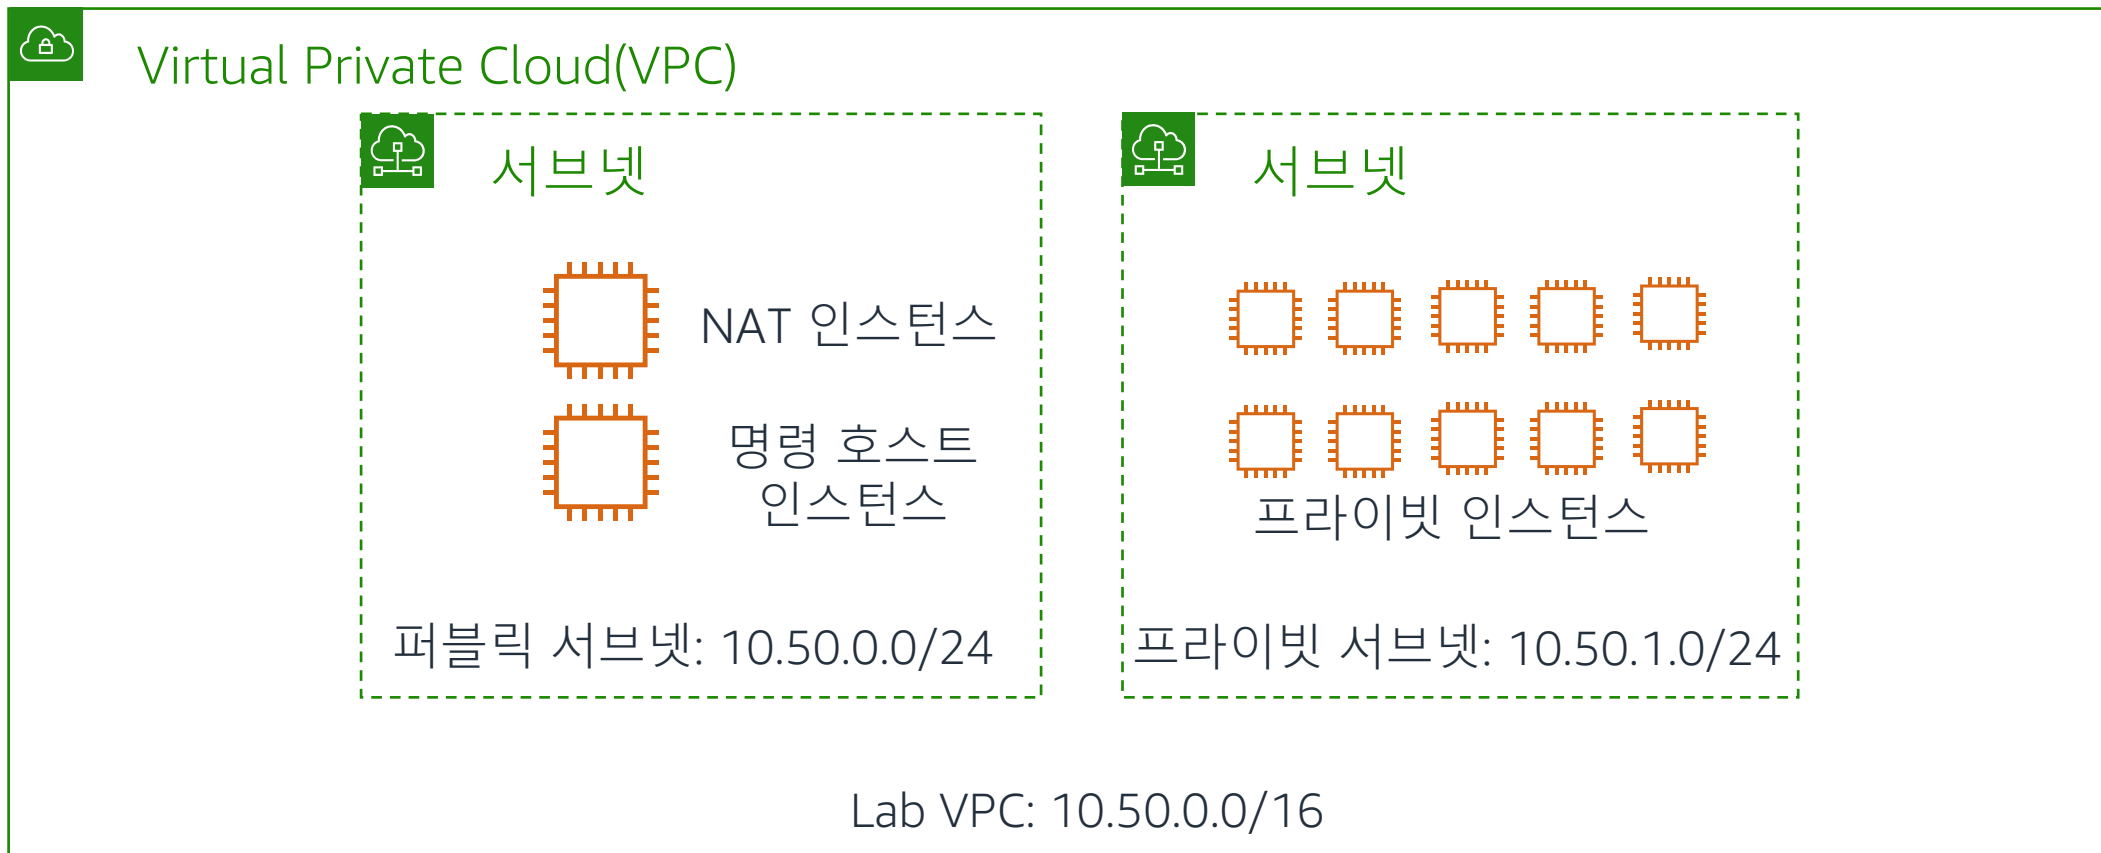 Virtual Private Cloud(VPC)
서브넷
NAT 인스턴스
명령 호스트
인스턴스
퍼블릭 서브넷: 10.50.0.0/24
서브넷
프라이빗 인스턴스
프라이빗 서브넷: 10.50.1.0/24
Lab VPC: 10.50.0.0/16